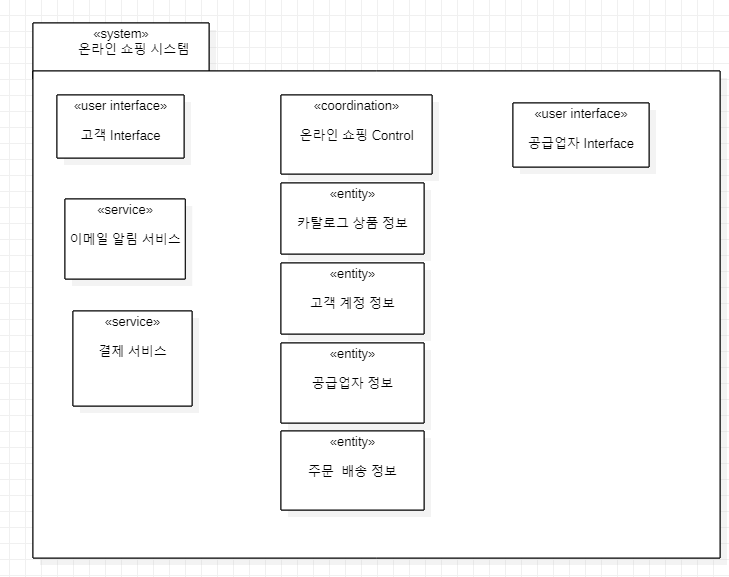 «system»
온라인 쇼핑 시스템
«user interface»
고객 Interface
«service»
이메일 알림 서비스
«service»
결제 서비스
«coordination»
온라인 쇼핑 Control
«entity»
카탈로그 상품 정보
«entity»
고객 계정 정보
«entity»
공급업자 정보
«entity»
주문 배송 정보
«user interface»
공급업자 Interface